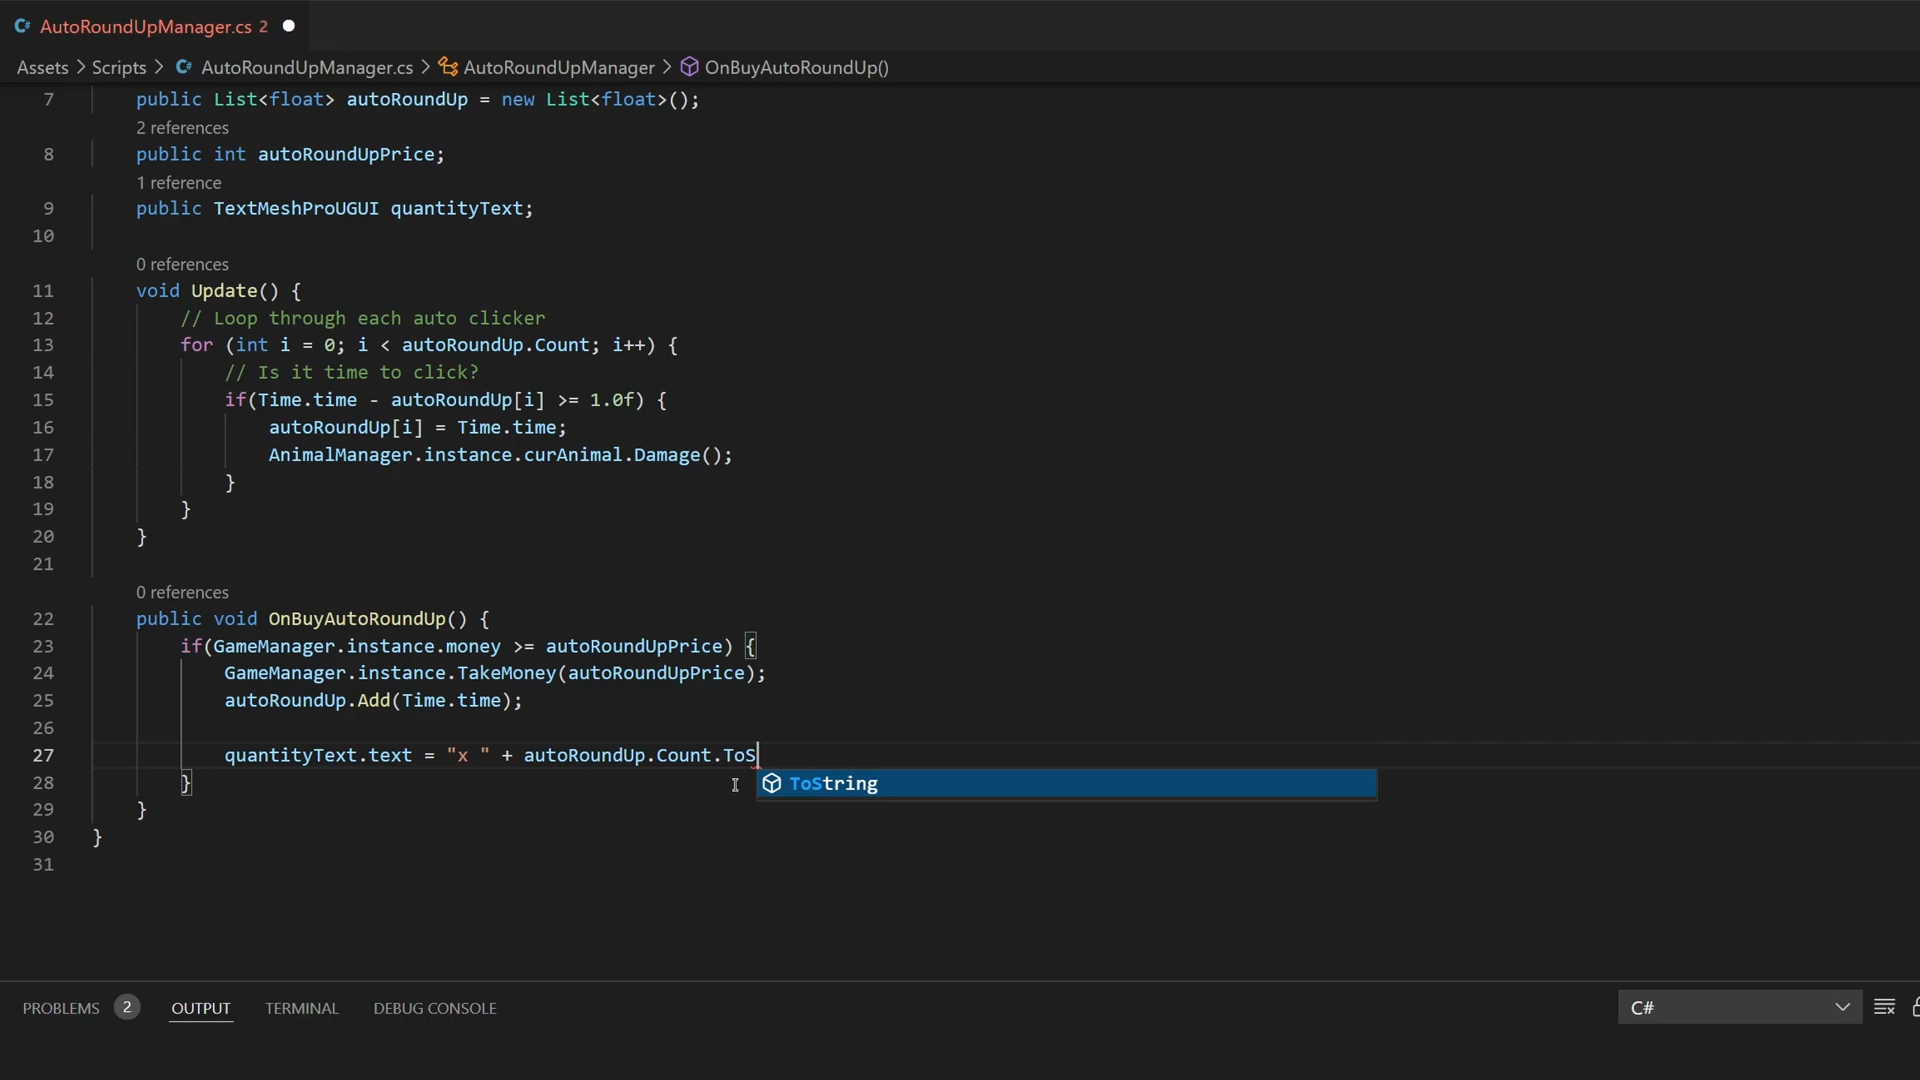 AutoRoundUpManager.cs 2
Assets > Scripts > AutoRoundUpManager.cs > AutoRoundUpManager > OnBuyAutoRoundUp()
7 public List<float> autoRoundUp = new List<float>();
2 references
8 public int autoRoundUpPrice;
1 reference
9 public TextMeshProUGUI quantityText;
10
0 references
11 void Update() {
12 // Loop through each auto clicker
13 for (int i = 0; i < autoRoundUp.Count; i++) {
14 // Is it time to click?
15 if(Time.time - autoRoundUp[i] >= 1.0f) {
16 autoRoundUp[i] = Time.time;
17 AnimalManager.instance.curAnimal.Damage();
18 }
19 }
20 }
21
0 references
22 public void OnBuyAutoRoundUp() {
23 if(GameManager.instance.money >= autoRoundUpPrice) {
24 GameManager.instance.TakeMoney(autoRoundUpPrice);
25 autoRoundUp.Add(Time.time);
26
27 quantityText.text = "x " + autoRoundUp.Count.ToS
ToString
28 }
29 }
30 }
31
PROBLEMS 2 OUTPUT TERMINAL DEBUG CONSOLE C#